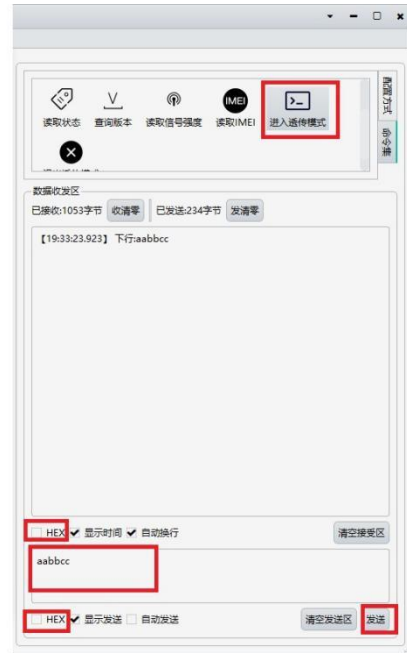 读取状态 查询版本 读取信号强度 IMEI 读取IMEI 进入透传模式
配置方式
命令集
数据收发区
已接收:1053字节 收清零 已发送:234字节 发清零
【19:33:23.923】 下行:aabbcc
HEX 显示时间 自动换行 清空接受区
aabbcc
HEX 显示发送 自动发送 清空发送区 发送